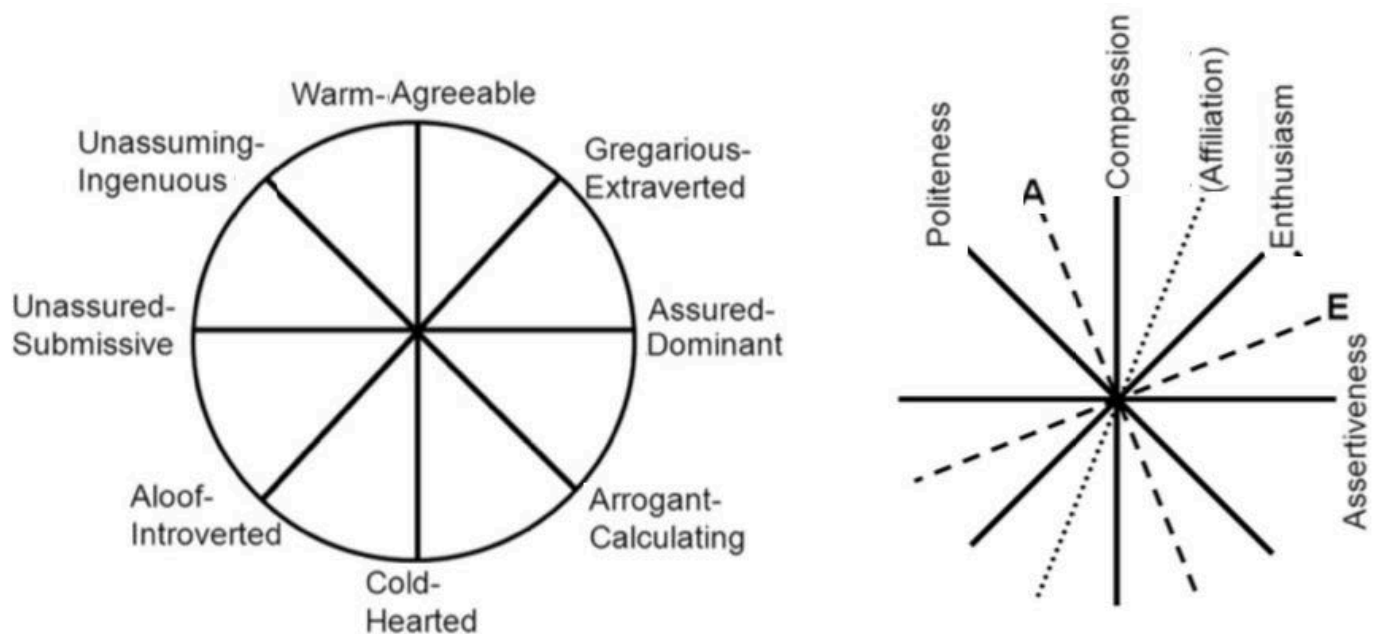 Warm-Agreeable
Unassuming-
Ingenuous
Gregarious-
Extraverted
Unassured-
Submissive
Assured-
Dominant
Aloof-
Introverted
Arrogant-
Calculating
Cold-
Hearted
Politeness
A
Compassion
(Affiliation)
Enthusiasm
E
Assertiveness